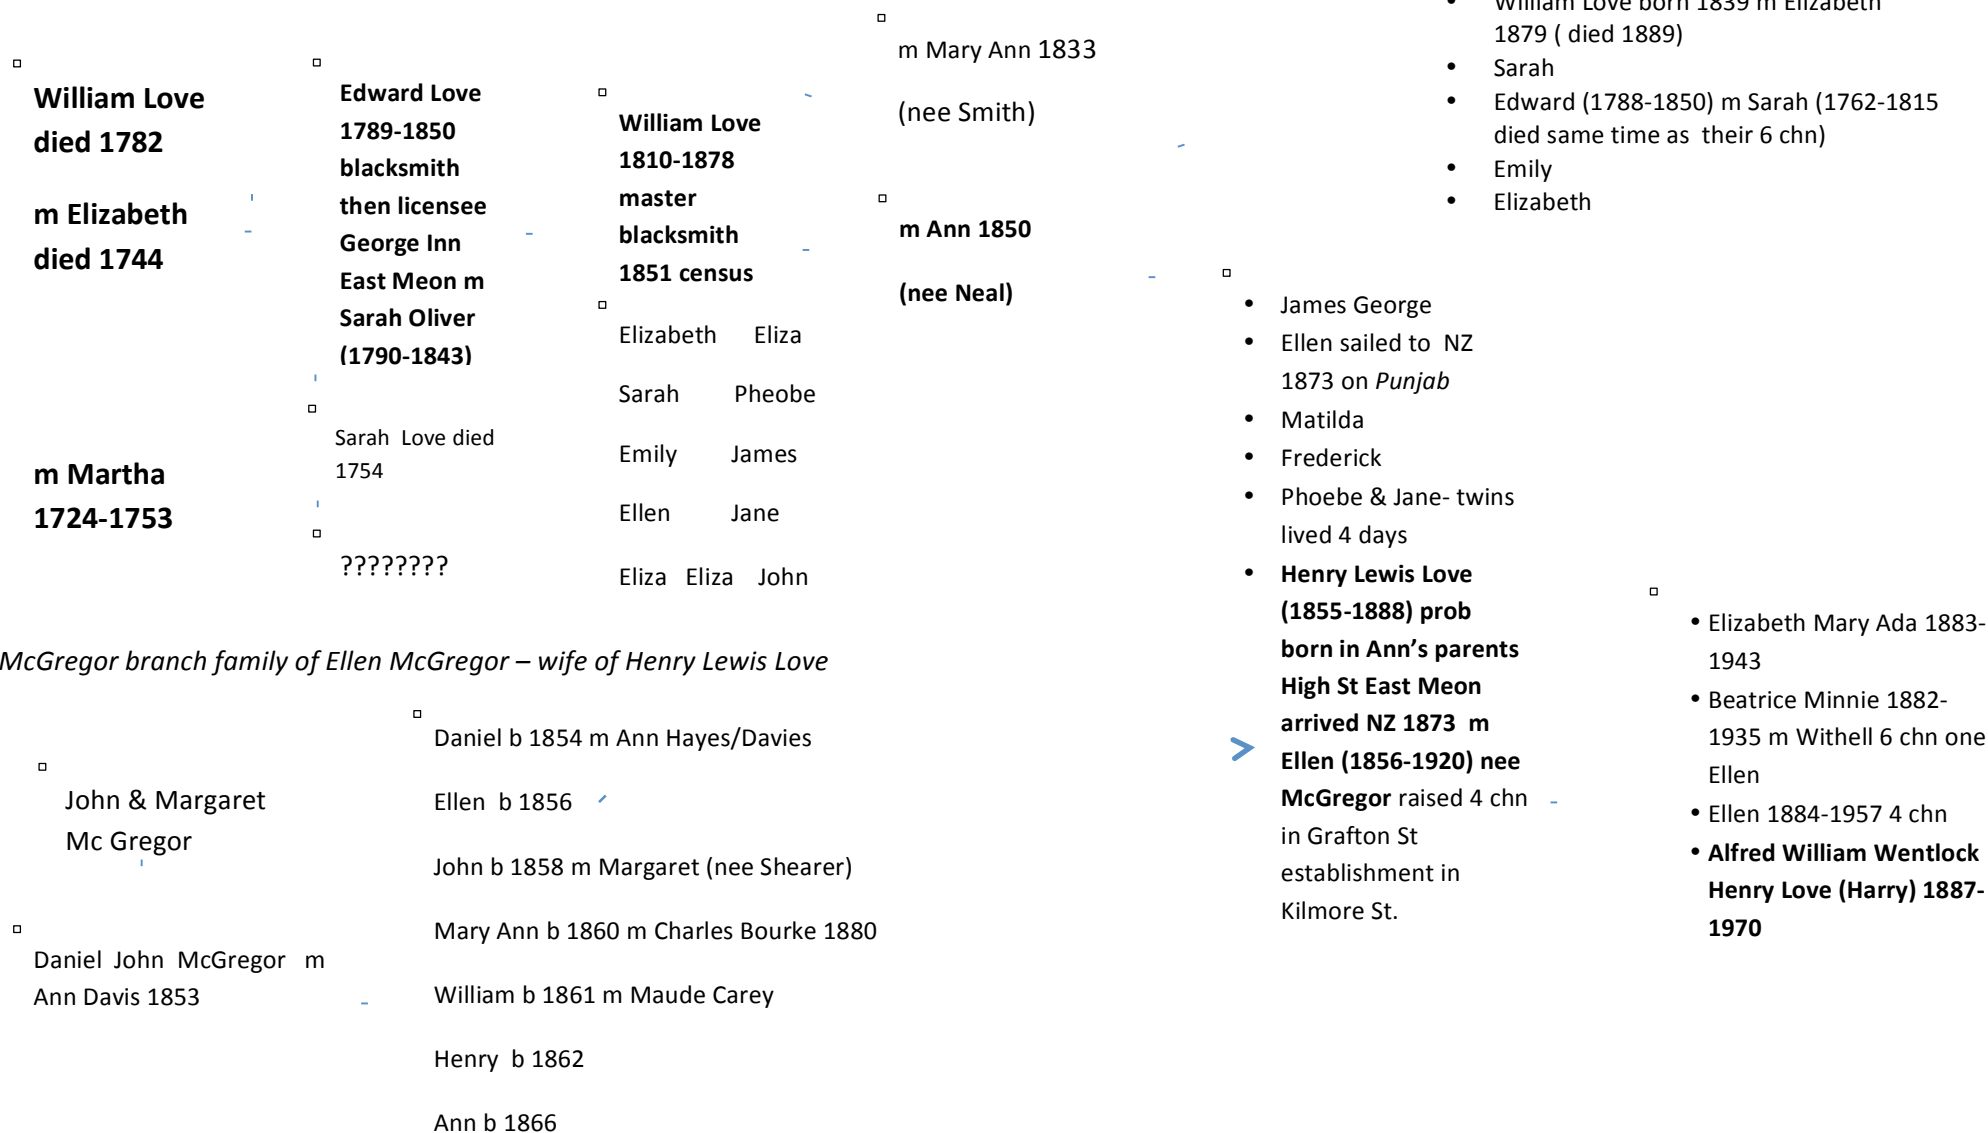 William Love
died 1782
m Elizabeth
died 1744
m Martha
1724-1753
Edward Love
1789-1850
blacksmith
then licensee
George Inn
East Meon m
Sarah Oliver
(1790-1843)
Sarah Love died
1754
????????
William Love
1810-1878
master
blacksmith
1851 census
Elizabeth Eliza
Sarah Pheobe
Emily James
Ellen Jane
Eliza Eliza John
m Mary Ann 1833
(nee Smith)
m Ann 1850
(nee Neal)
• William Love born 1839 m Elizabeth
1879 ( died 1889)
• Sarah
• Edward (1788-1850) m Sarah (1762-1815
died same time as their 6 chn)
• Emily
• Elizabeth
• James George
• Ellen sailed to NZ
1873 on Punjab
• Matilda
• Frederick
• Phoebe & Jane- twins
lived 4 days
• Henry Lewis Love
(1855-1888) prob
born in Ann’s parents
High St East Meon
arrived NZ 1873 m
Ellen (1856-1920) nee
McGregor raised 4 chn
in Grafton St
establishment in
Kilmore St.
• Elizabeth Mary Ada 1883-
1943
• Beatrice Minnie 1882-
1935 m Withell 6 chn one
Ellen
• Ellen 1884-1957 4 chn
• Alfred William Wentlock
Henry Love (Harry) 1887-
1970
McGregor branch family of Ellen McGregor – wife of Henry Lewis Love
John & Margaret
Mc Gregor
Daniel John McGregor m
Ann Davis 1853
Daniel b 1854 m Ann Hayes/Davies
Ellen b 1856
John b 1858 m Margaret (nee Shearer)
Mary Ann b 1860 m Charles Bourke 1880
William b 1861 m Maude Carey
Henry b 1862
Ann b 1866